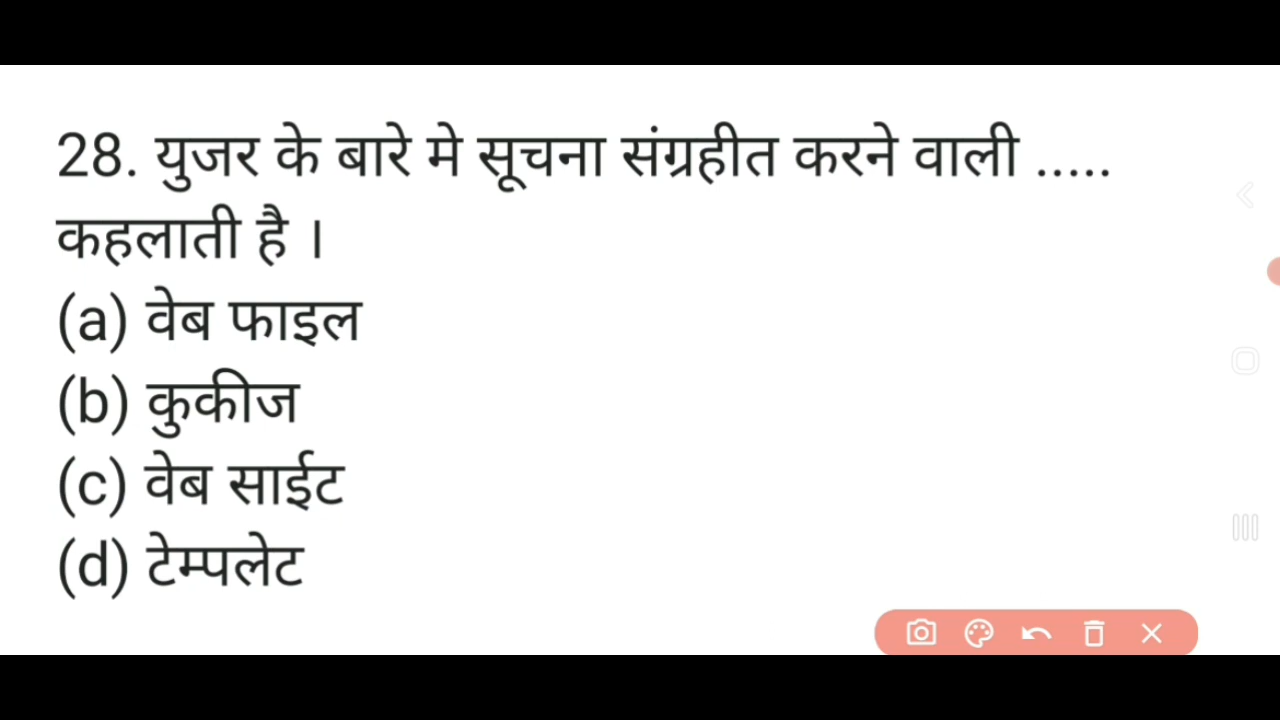 28. युजर के बारे मे सूचना संग्रहीत करने वाली .....
कहलाती है ।
(a) वेब फाइल
(b) कुकीज
(c) वेब साईट
(d) टेम्पलेट